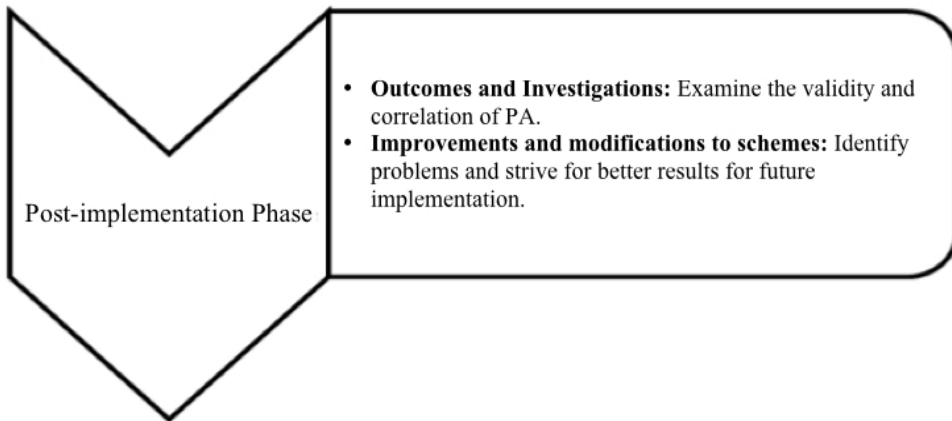 Post-implementation Phase
• Outcomes and Investigations: Examine the validity and
correlation of PA.
• Improvements and modifications to schemes: Identify
problems and strive for better results for future
implementation.